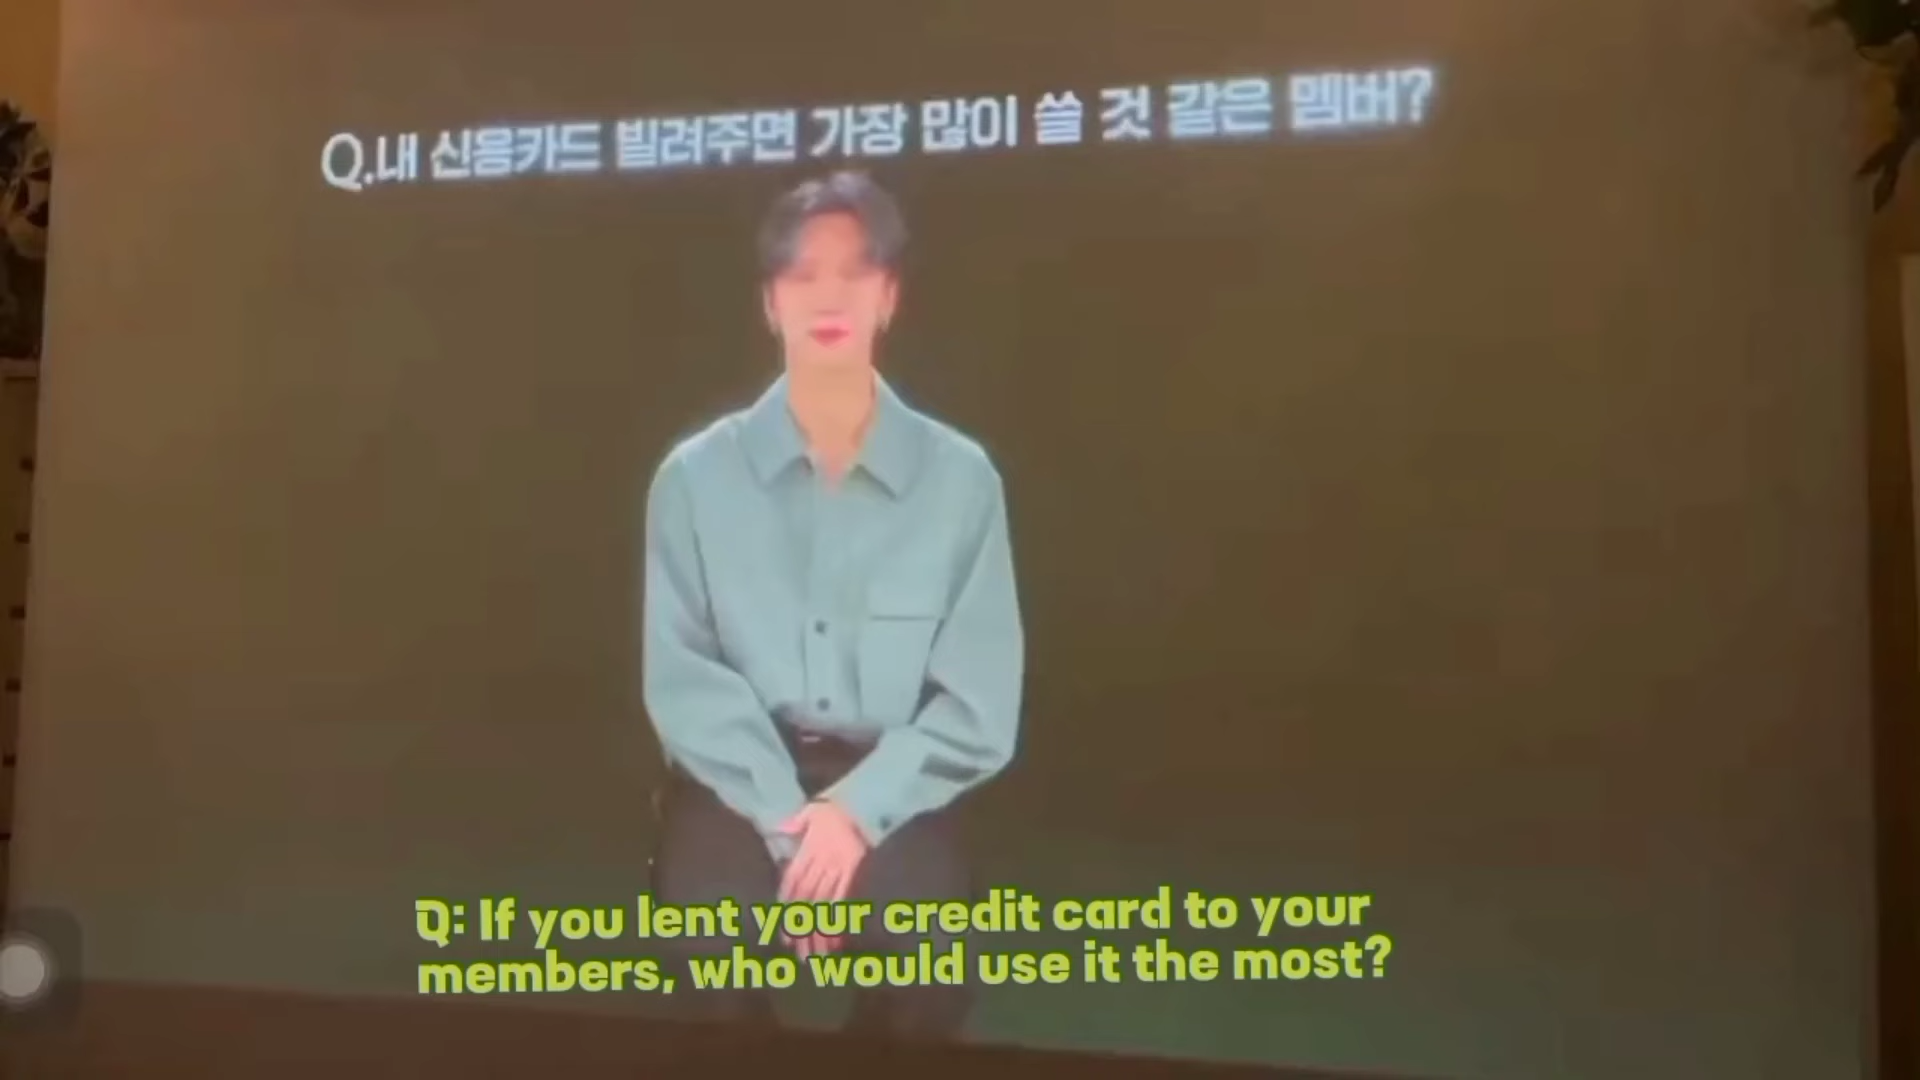 Q.내 신용카드 빌려주면 가장 많이 쓸 것 같은 멤버?
Q: If you lent your credit card to your
members, who would use it the most?